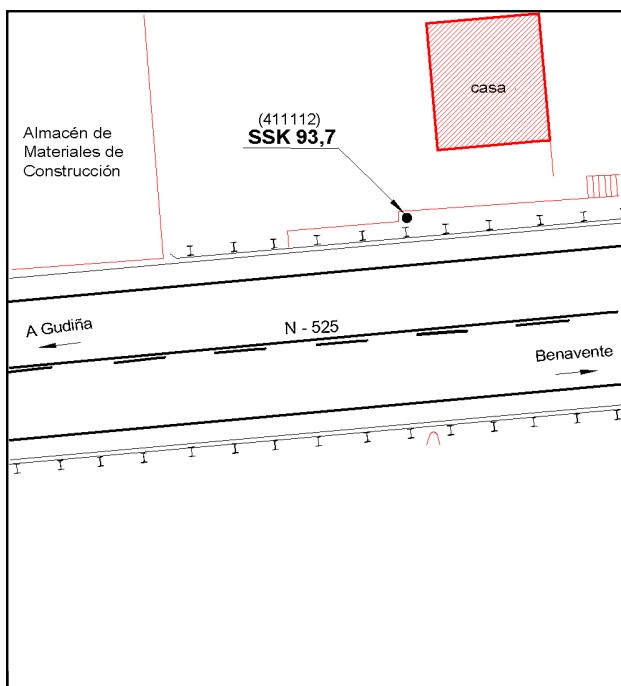 casa
(411112)
SSK 93,7
Almacén de
Materiales de
Construcción
A Gudiña
N - 525
Benavente